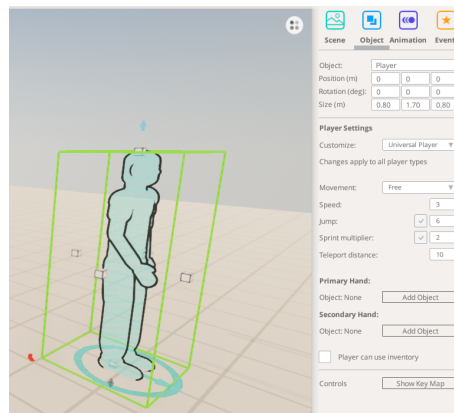 Scene Object Animation Event
Object: Player
Position (m) 0 0 0
Rotation (deg): 0 0 0
Size (m) 0.80 1.70 0.80
Player Settings
Customize: Universal Player
Changes apply to all player types
Movement: Free
Speed: 3
Jump: 6
Sprint multiplier: 2
Teleport distance: 10
Primary Hand:
Object: None Add Object
Secondary Hand:
Object: None Add Object
Player can use inventory
Controls Show Key Map